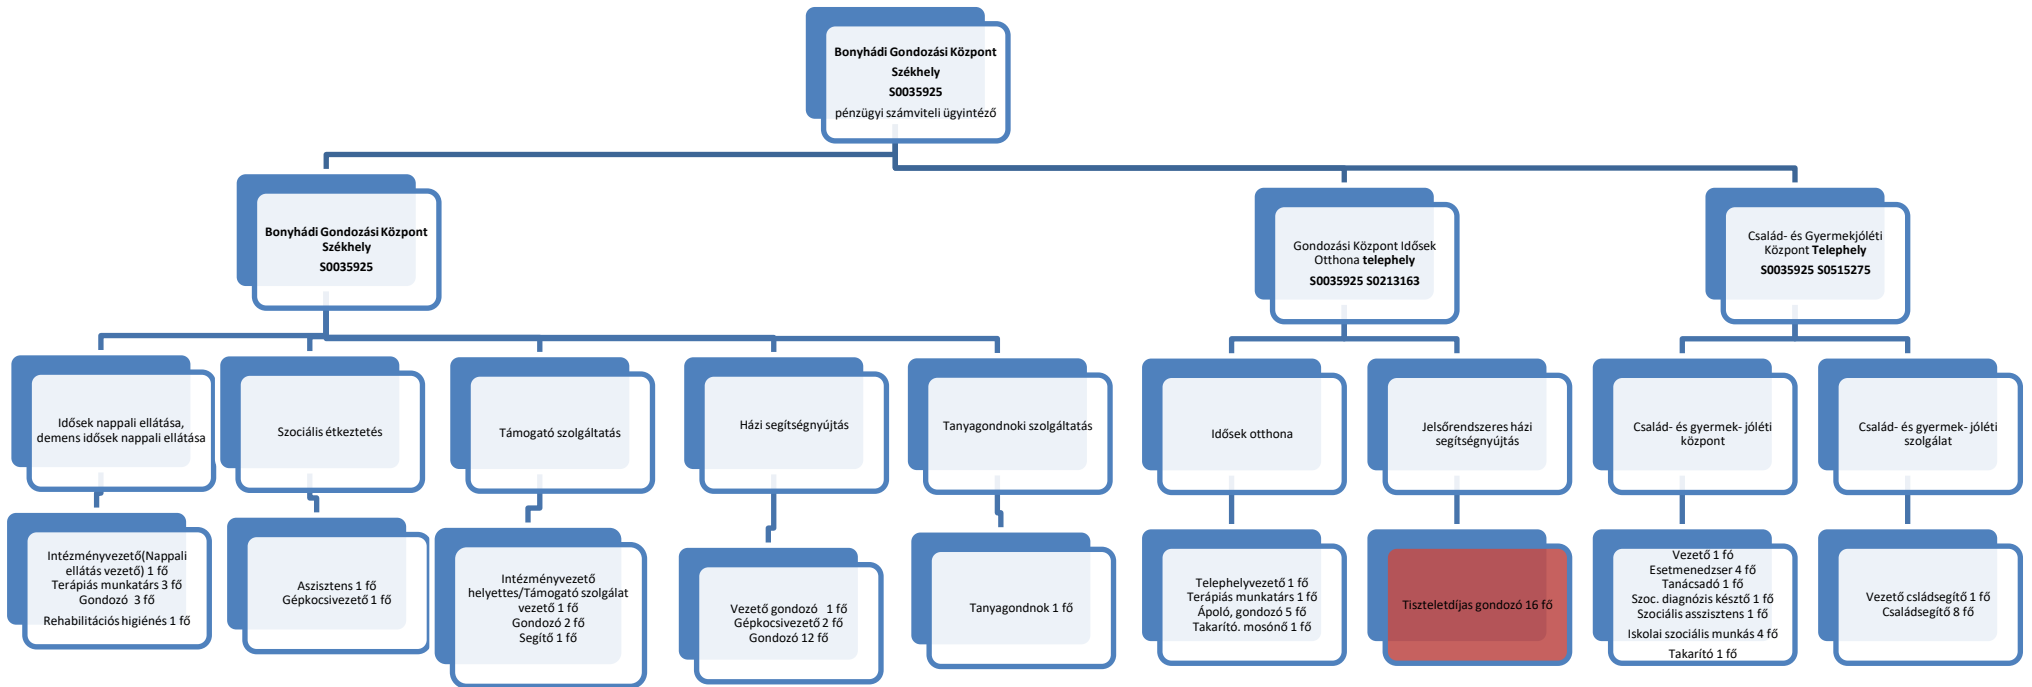 Bonyhádi Gondozási Központ
Székhely
S0035925
pénzügyi számviteli ügyintéző
Bonyhádi Gondozási Központ
Székhely
S0035925
Gondozási Központ Idősek
Otthona telephely
S0035925 S0213163
Család- és Gyermekjóléti
Központ Telephely
S0035925 S0515275
Idősek nappali ellátása,
demens idősek nappali ellátása
Szociális étkeztetés
Támogató szolgáltatás
Házi segítségnyújtás
Tanyagondnoki szolgáltatás
Idősek otthona
Jelsőrendszeres házi
segítségnyújtás
Család- és gyermek- jóléti
központ
Család- és gyermek- jóléti
szolgálat
Intézményvezető(Nappali
ellátás vezető) 1 fő
Terápiás munkatárs 3 fő
Gondozó 3 fő
Rehabilitációs higiénés 1 fő
Aszisztens 1 fő
Gépkocsivezető 1 fő
Intézményvezető
helyettes/Támogató szolgálat
vezető 1 fő
Gondozó 2 fő
Segítő 1 fő
Vezető gondozó 1 fő
Gépkocsivezető 2 fő
Gondozó 12 fő
Tanyagondnok 1 fő
Telephelyvezető 1 fő
Terápiás munkatárs 1 fő
Ápoló, gondozó 5 fő
Takarító. mosónő 1 fő
Tiszteletdíjas gondozó 16 fő
Vezető 1 fó
Esetmenedzser 4 fő
Tanácsadó 1 fő
Szoc. diagnózis késztő 1 fő
Szociális asszisztens 1 fő
Iskolai szociális munkás 4 fő
Takarító 1 fő
Vezető csládsegítő 1 fő
Családsegítő 8 fő